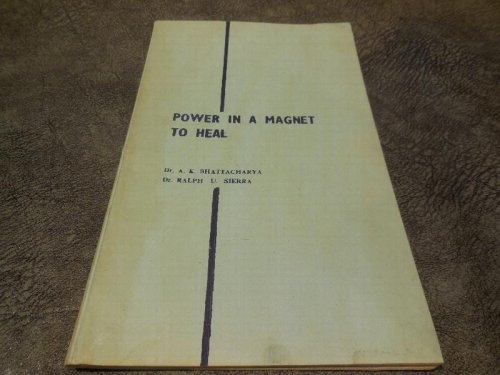 POWER IN A MAGNET
TO HEAL
Dr. A. K. BHATTACHARYA
Dr. RALPH U. SIERRA